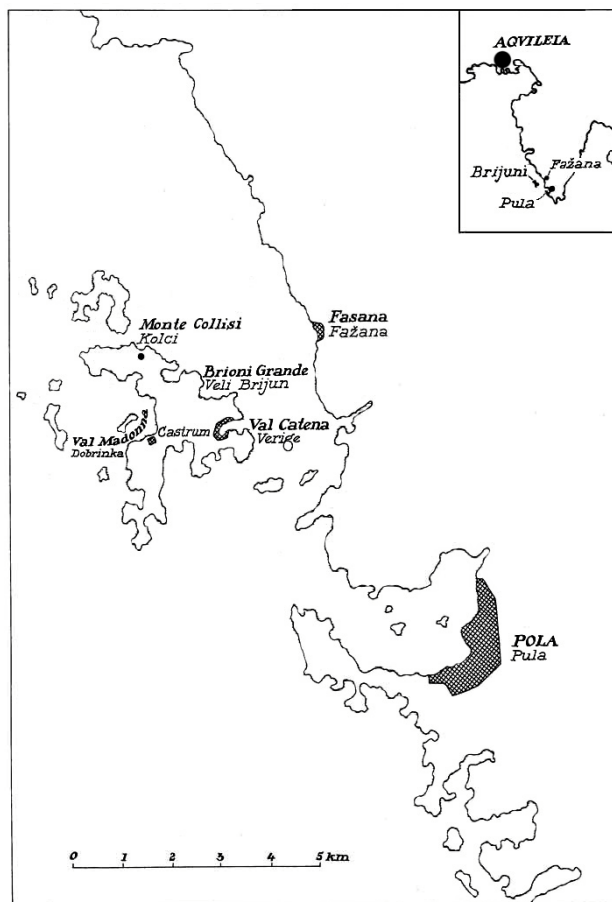 AQVILEIA
Brijuni
Fažana
Pula
Fasana
Fažana
Monte Collisi
Kolci
Brioni Grande
Veli Brijun
Val Madonna
Dobrinka
Castrum
Val Catena
Verige
POLA
Pula
0 1 2 3 4 5 km